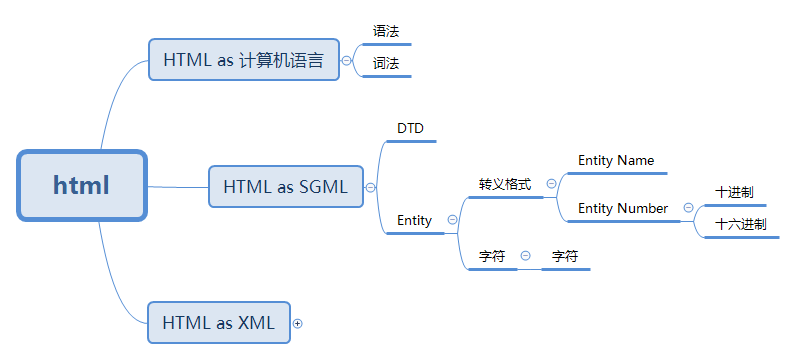 html
HTML as 计算机语言
语法
词法
HTML as SGML
DTD
Entity
转义格式
Entity Name
Entity Number
十进制
十六进制
字符
字符
HTML as XML